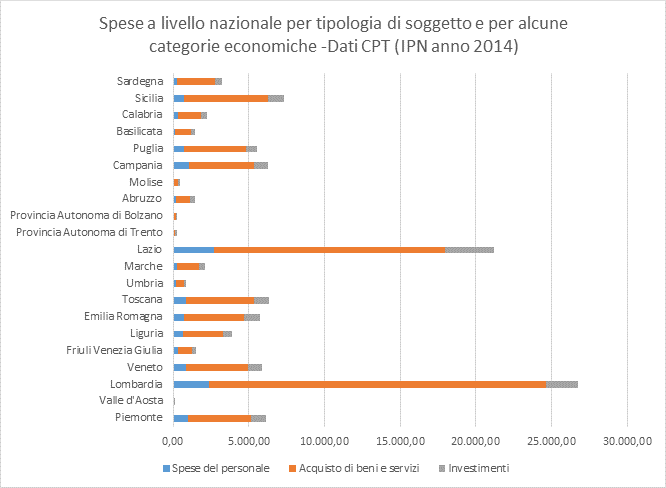 Spese a livello nazionale per tipologia di soggetto e per alcune
categorie economiche -Dati CPT (IPN anno 2014)
Sardegna
Sicilia
Calabria
Basilicata
Puglia
Campania
Molise
Abruzzo
Provincia Autonoma di Bolzano
Provincia Autonoma di Trento
Lazio
Marche
Umbria
Toscana
Emilia Romagna
Liguria
Friuli Venezia Giulia
Veneto
Lombardia
Valle d'Aosta
Piemonte
0,00 5.000,00 10.000,00 15.000,00 20.000,00 25.000,00 30.000,00
Spese del personale Acquisto di beni e servizi Investimenti